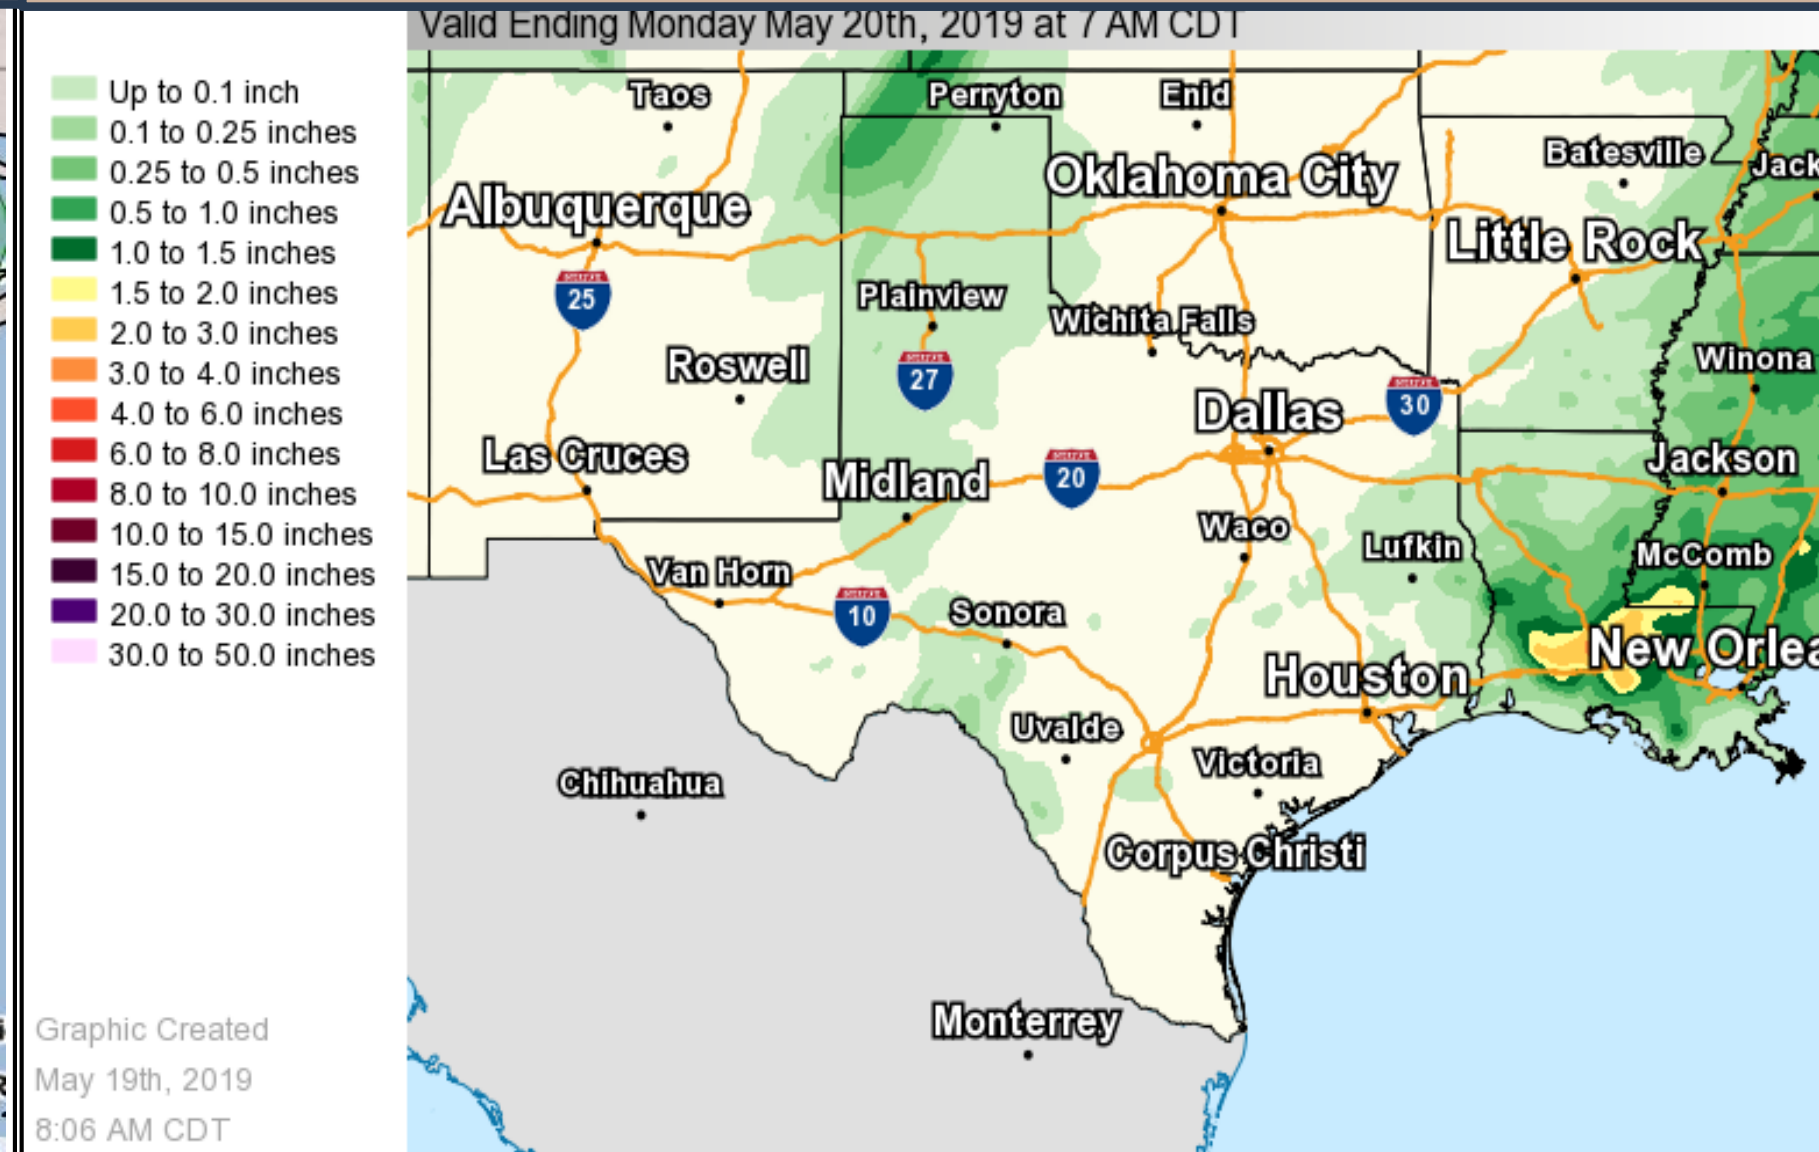 Valid Ending Monday May 20th, 2019 at 7 AM CDT
Up to 0.1 inch
0.1 to 0.25 inches
0.25 to 0.5 inches
0.5 to 1.0 inches
1.0 to 1.5 inches
1.5 to 2.0 inches
2.0 to 3.0 inches
3.0 to 4.0 inches
4.0 to 6.0 inches
6.0 to 8.0 inches
8.0 to 10.0 inches
10.0 to 15.0 inches
15.0 to 20.0 inches
20.0 to 30.0 inches
30.0 to 50.0 inches
Graphic Created
May 19th, 2019
8:06 AM CDT
Taos
Perryton
Enid
Batesville
Jack
Oklahoma City
Albuquerque
Little Rock
25
Plainview
Wichita Falls
Roswell
27
Winona
30
Dallas
Las Cruces
Midland
20
Jackson
Waco
Lufkin
McComb
Van Horn
10
Sonora
New Orlea
Houston
Uvalde
Victoria
Chihuahua
Corpus Christi
Monterrey